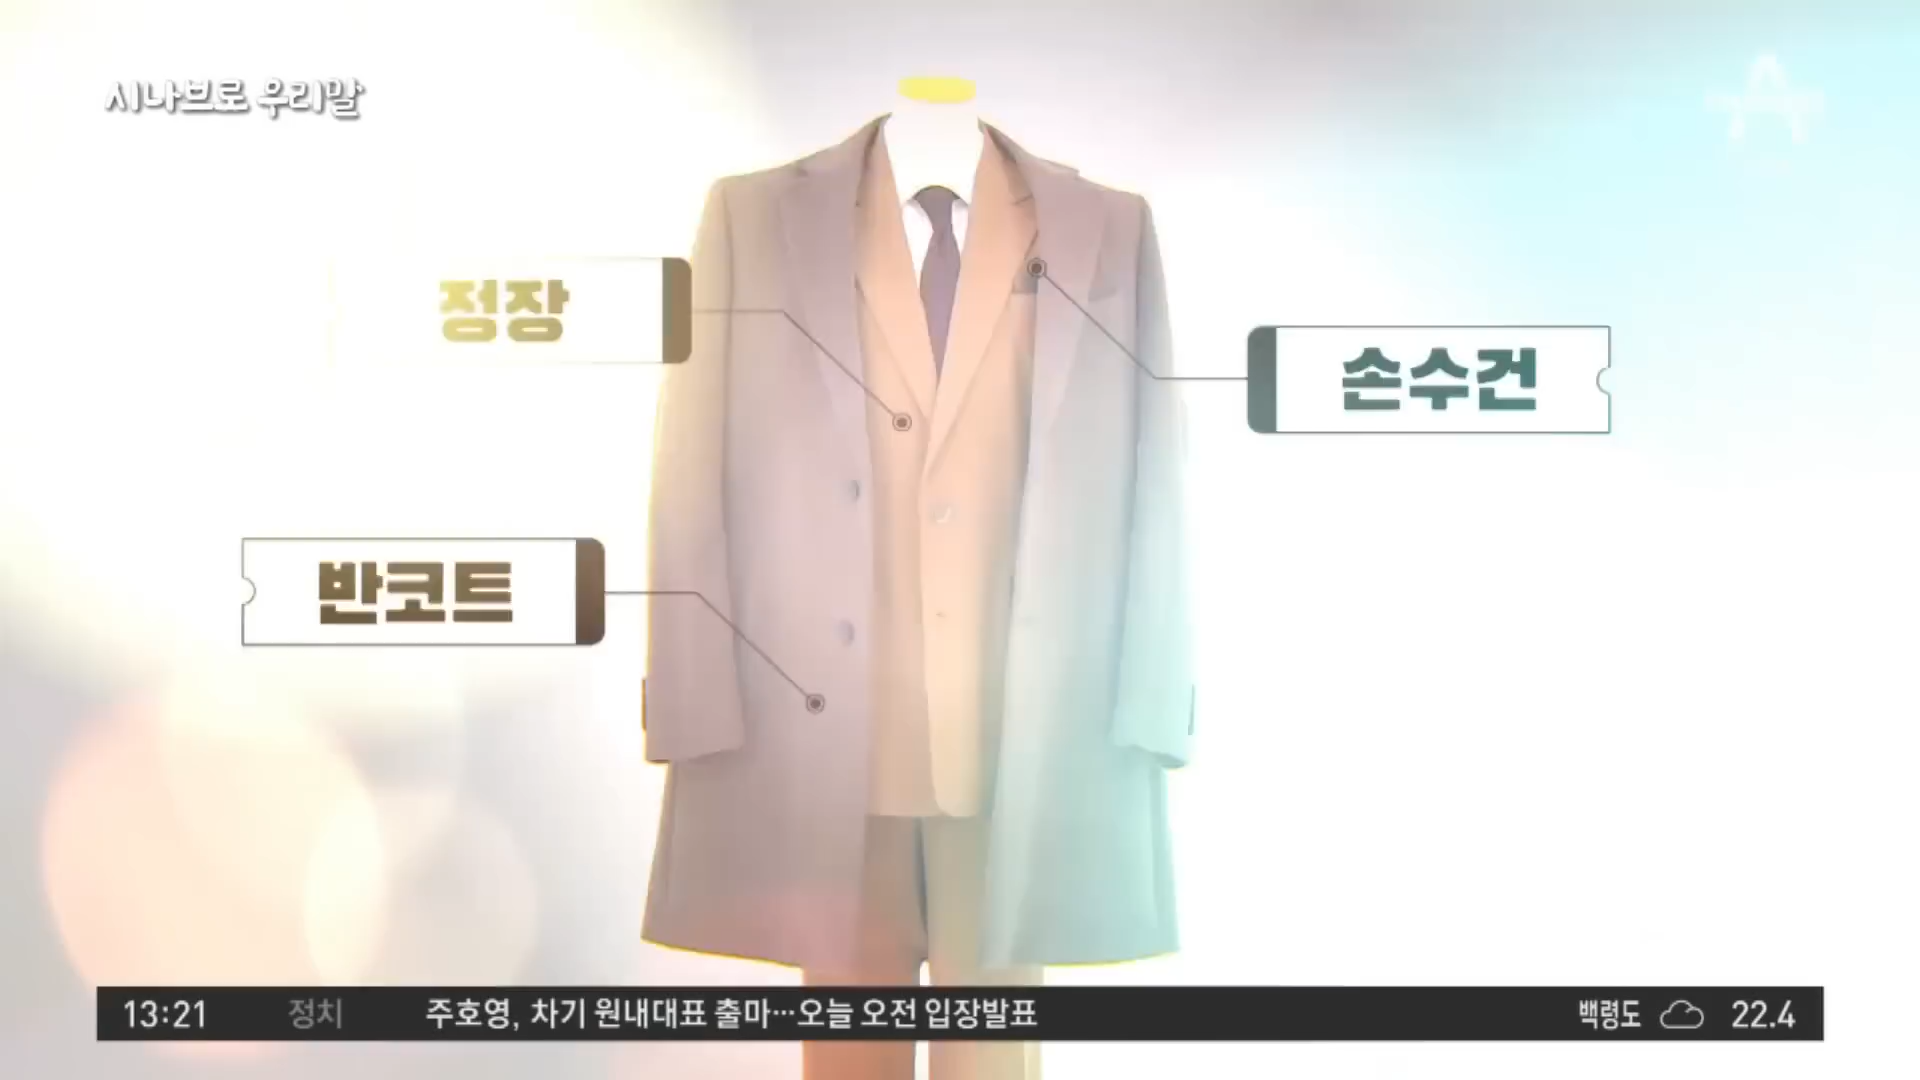 시나브로 우리말
정장
손수건
반코트
13:21 정치 주호영, 차기 원내대표 출마…오늘 오전 입장발표 백령도 22.4